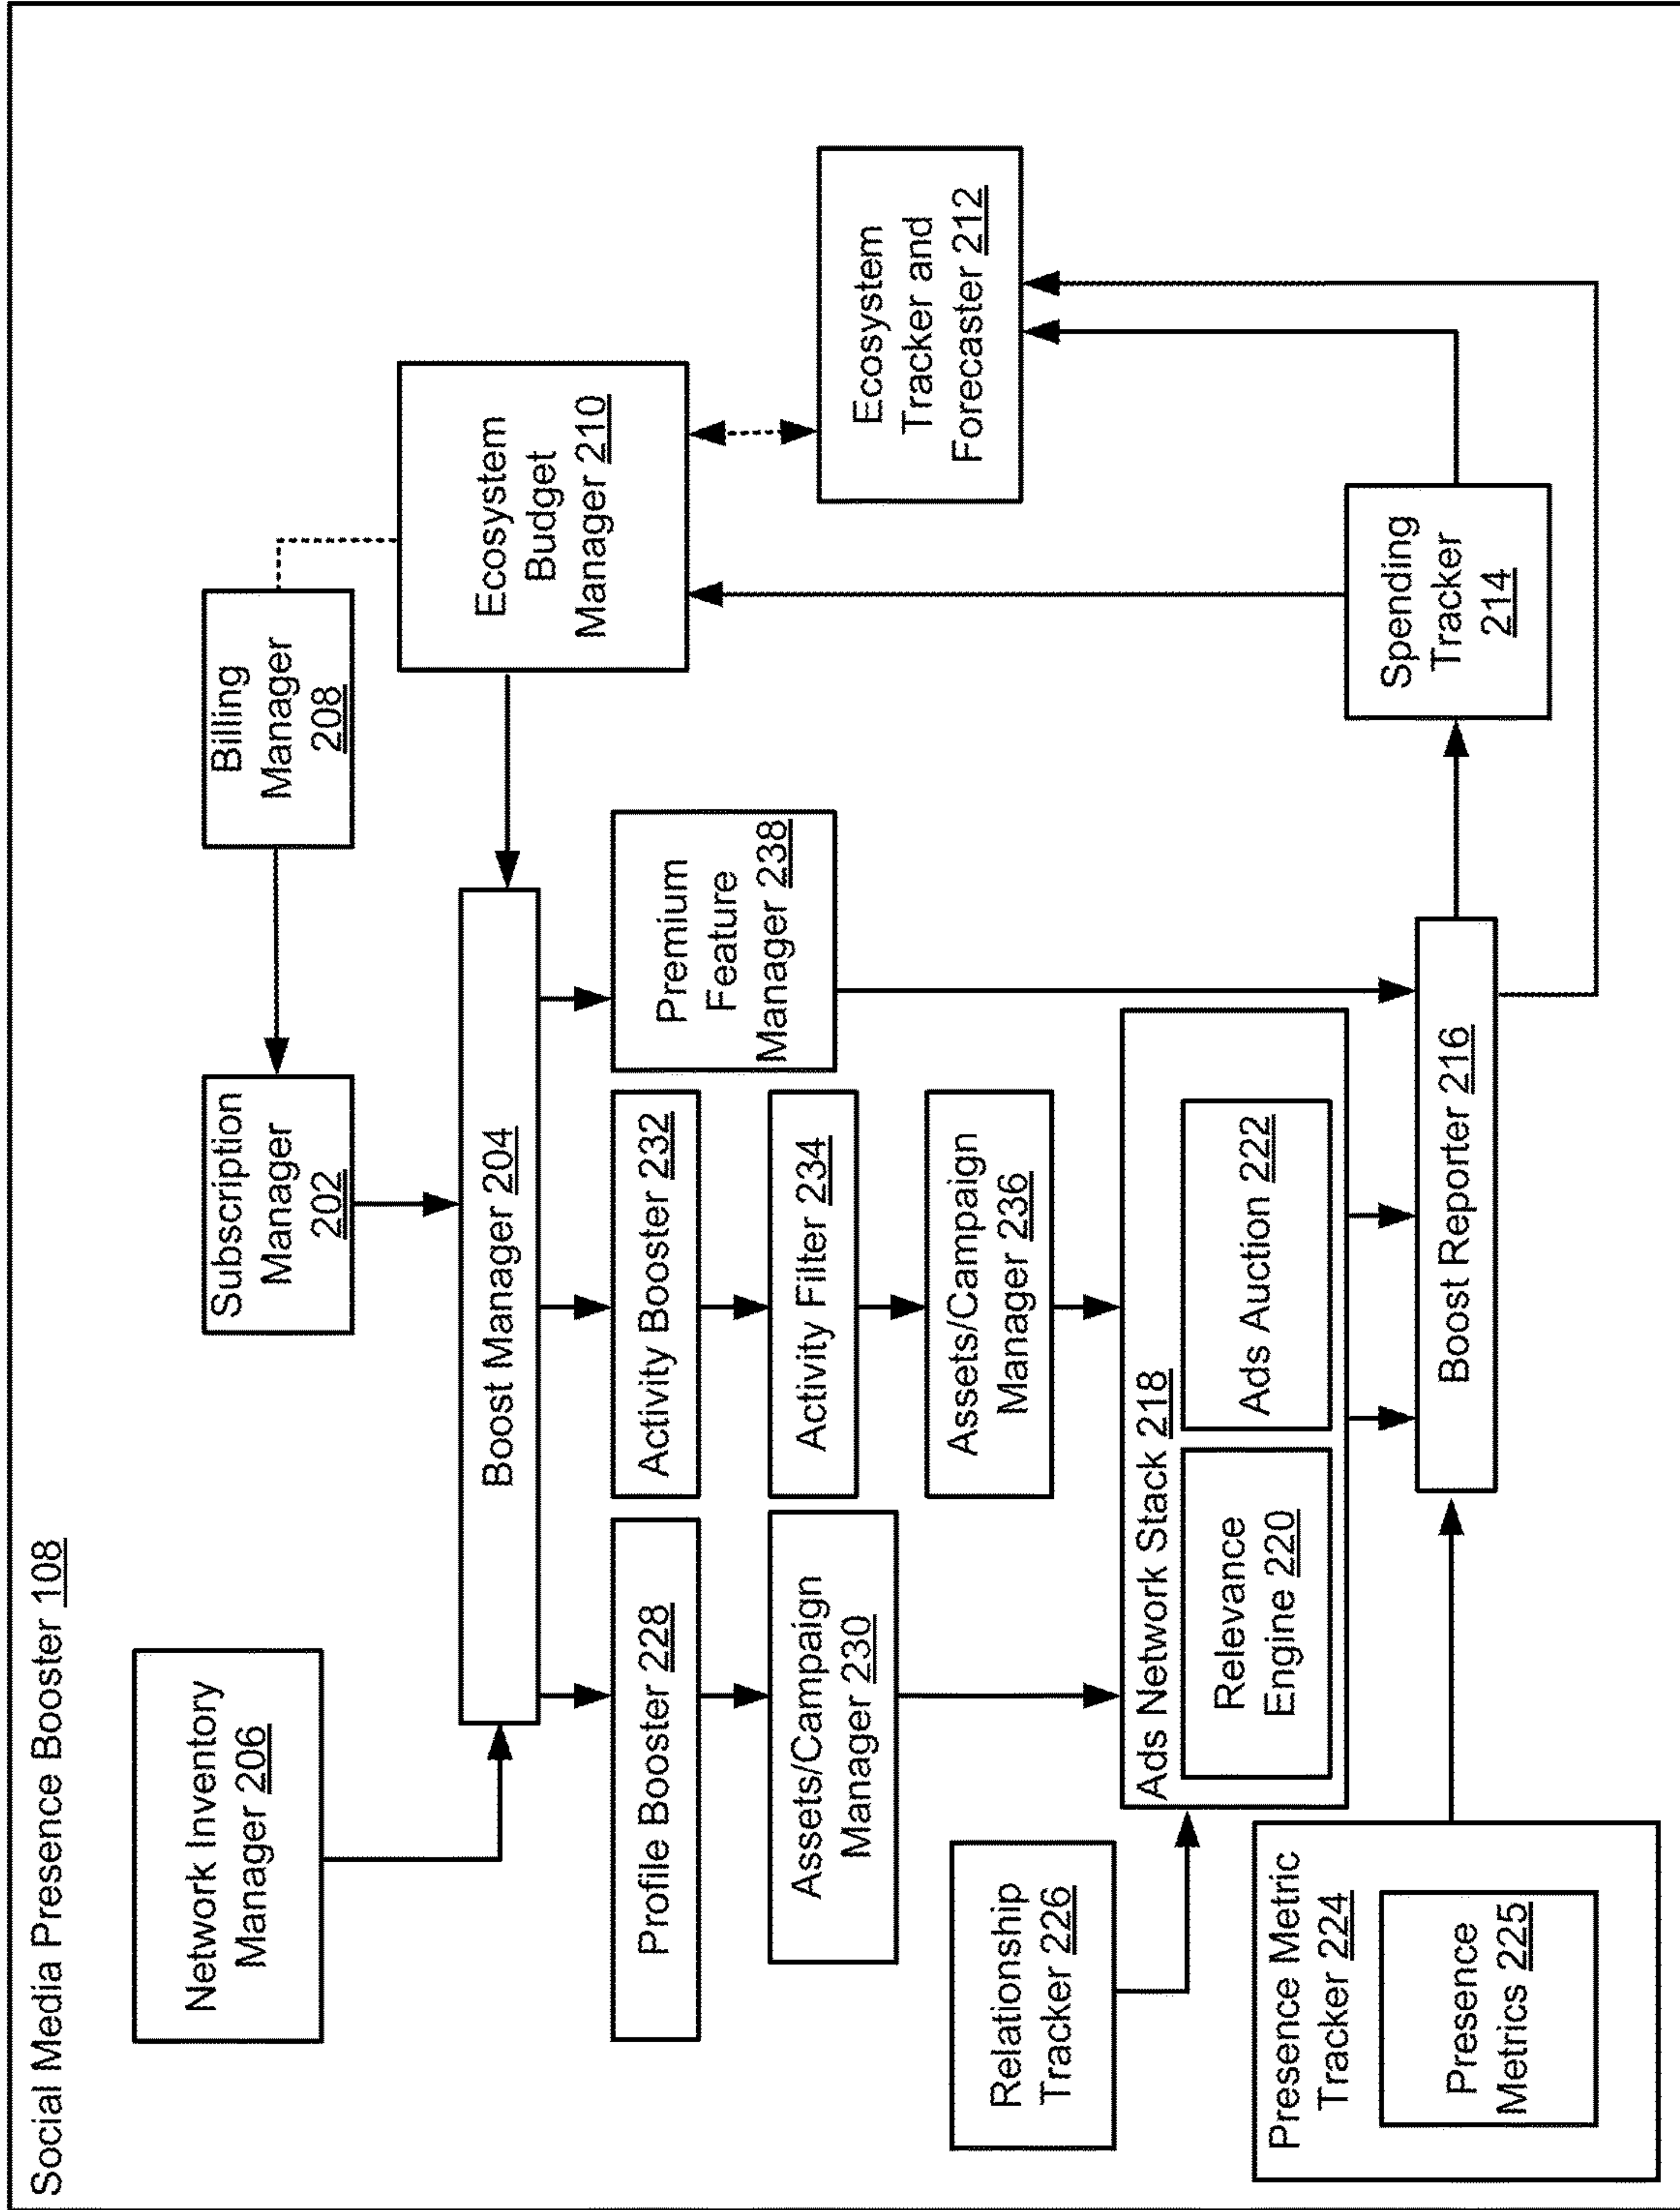 Social Media Presence Booster 108
Network Inventory
Manager 206
Subscription
Manager
202
Billing
Manager
208
Boost Manager 204
Ecosystem
Budget
Manager 210
Profile Booster 228
Activity Booster 232
Premium
Feature
Manager 238
Ecosystem
Tracker and
Forecaster 212
Assets/Campaign
Manager 230
Activity Filter 234
Assets/Campaign
Manager 236
Relationship
Tracker 226
Ads Network Stack 218
Relevance
Engine 220
Ads Auction 222
Presence Metric
Tracker 224
Presence
Metrics 225
Boost Reporter 216
Spending
Tracker
214